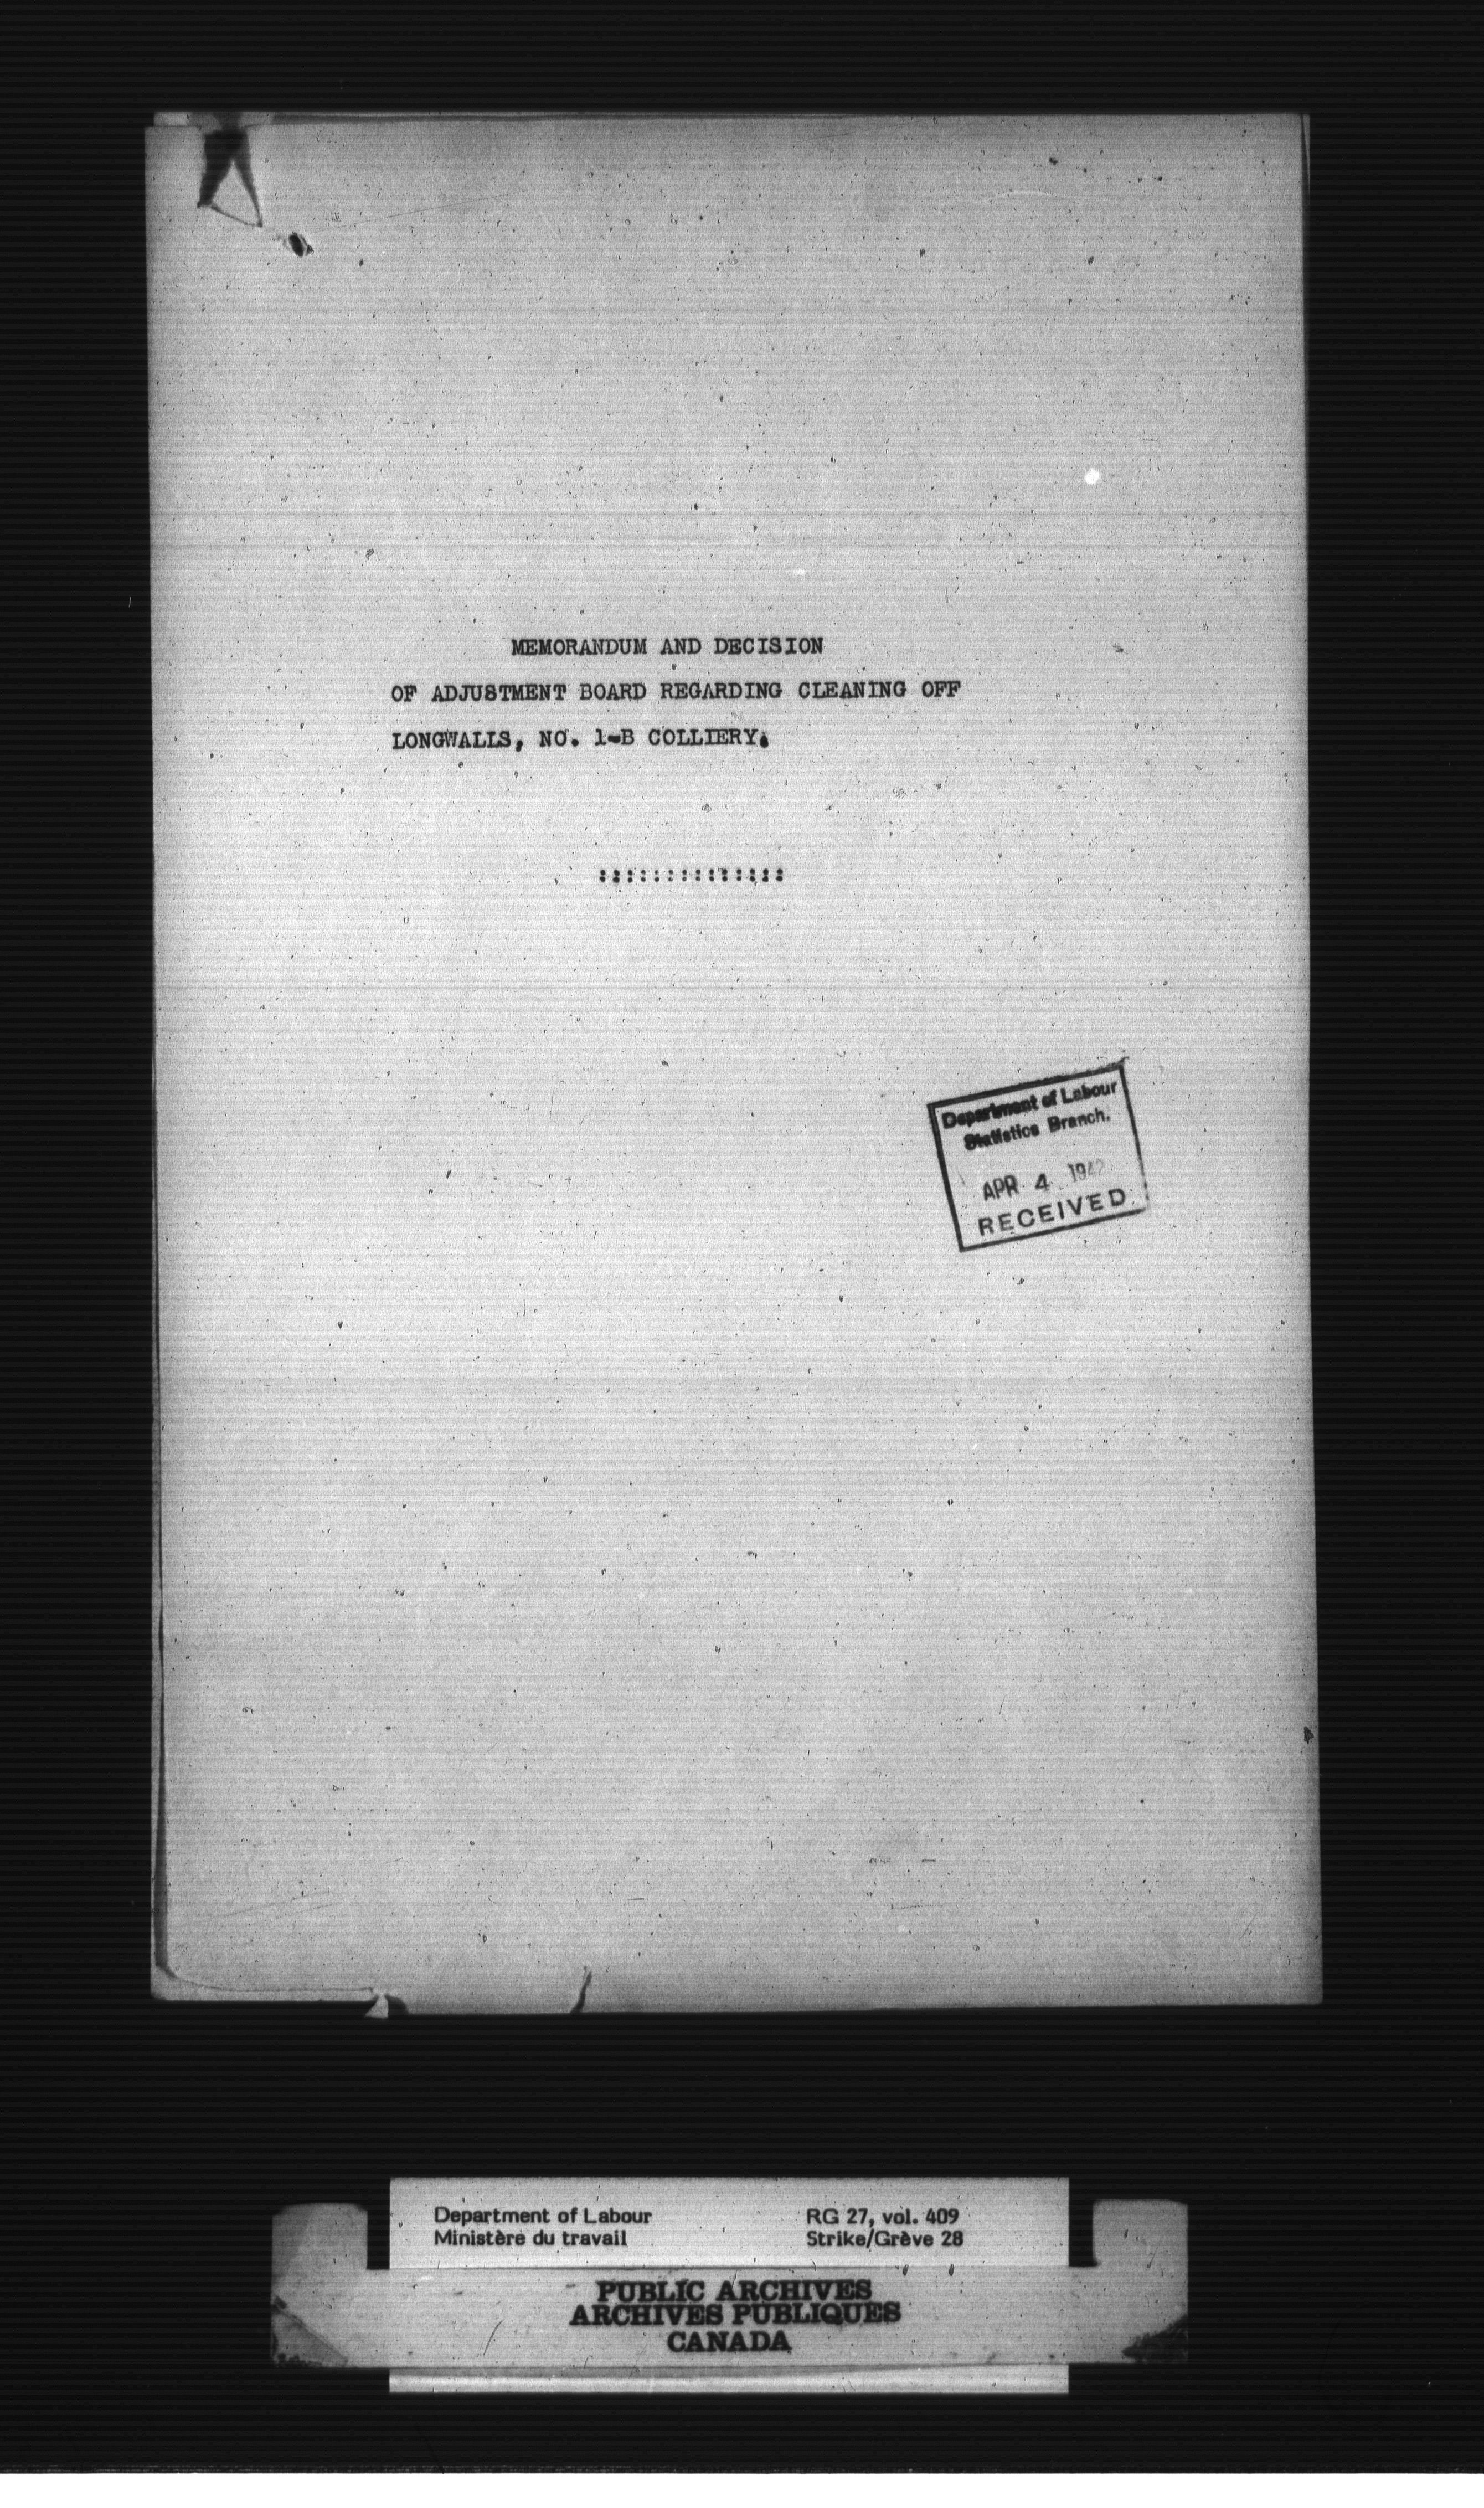 MEMORANDUM AND DECISION
OF ADJUSTMENT BOARD REGARDING CLEANING OFF
LONGWALLS, NO. 1-B COLLIERY.
::::::::::::::
Department of Labour
Statistics Branch.
APR 4 1942
RECEIVED
Department of Labour
Ministère du travail
RG 27, vol. 409
Strike/Grève 28
PUBLIC ARCHIVES
ARCHIVES PUBLIQUES
CANADA